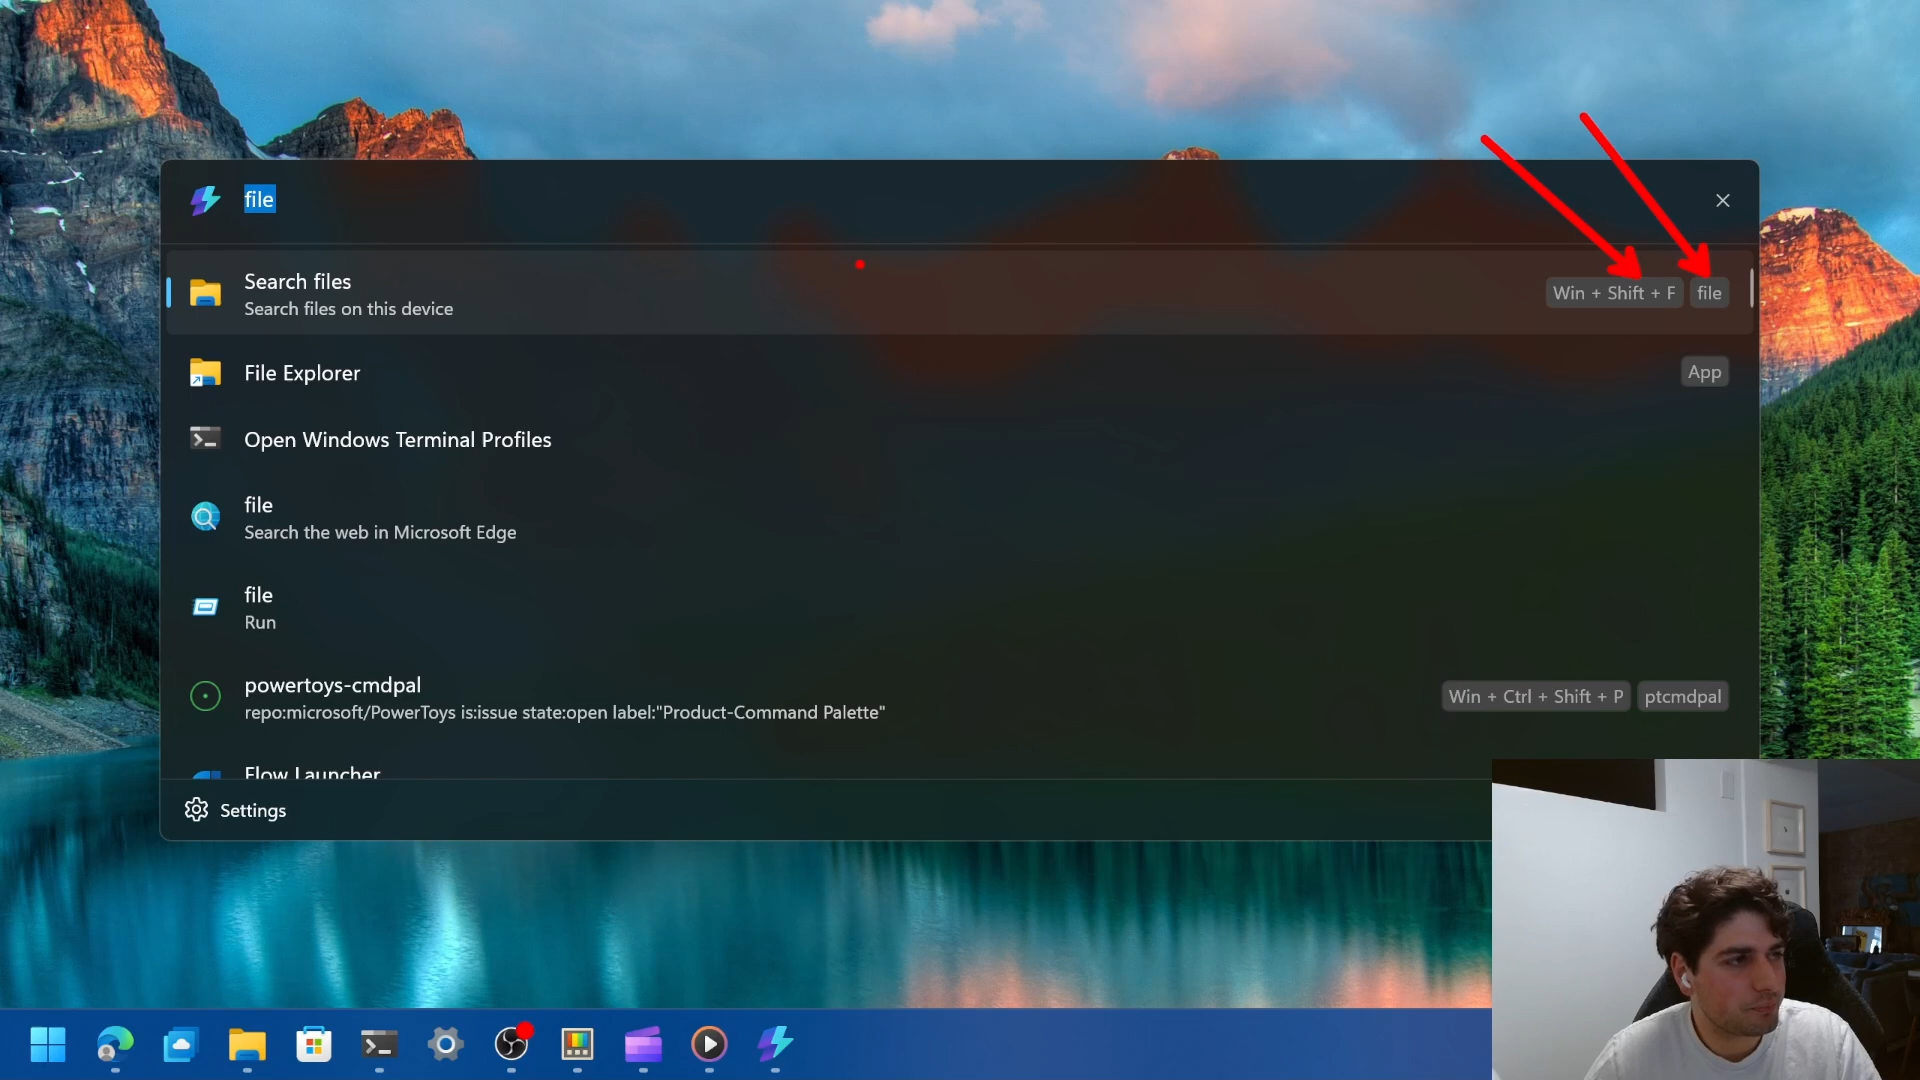 file
Search files
Search files on this device
Win + Shift + F file
File Explorer
App
Open Windows Terminal Profiles
file
Search the web in Microsoft Edge
file
Run
powertoys-cmdpal
repo:microsoft/PowerToys is:issue state:open label:"Product-Command Palette"
Win + Ctrl + Shift + P ptcmdpal
Flow Launcher
Settings